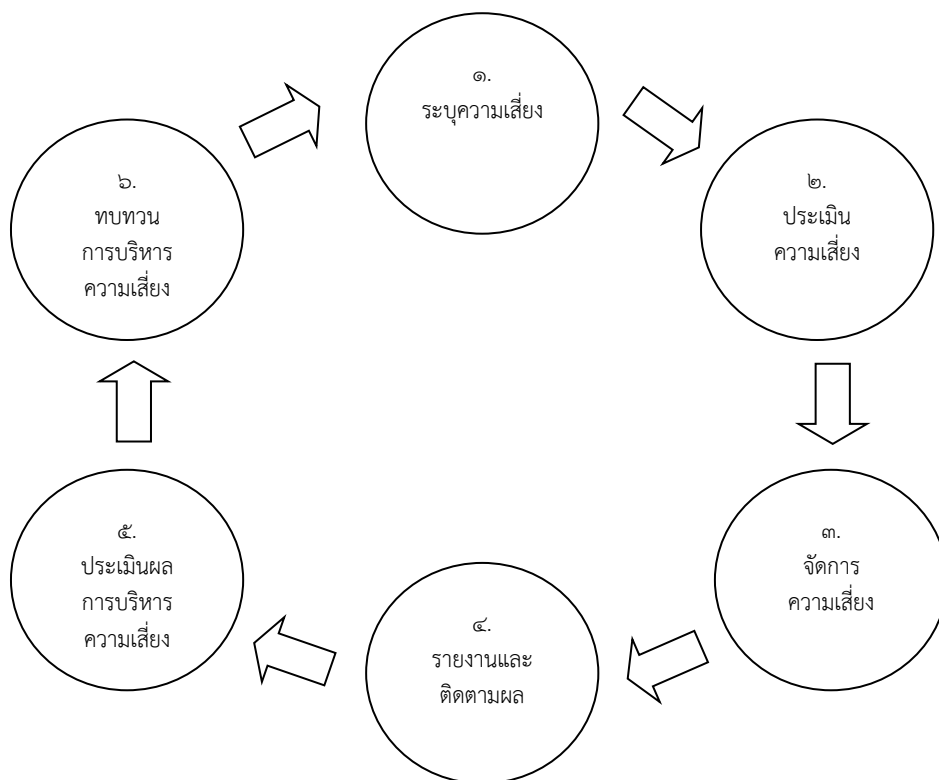 ๑.
ระบุความเสี่ยง
๒.
ประเมิน
ความเสี่ยง
๓.
จัดการ
ความเสี่ยง
๔.
รายงานและ
ติดตามผล
๕.
ประเมินผล
การบริหาร
ความเสี่ยง
๖.
ทบทวน
การบริหาร
ความเสี่ยง